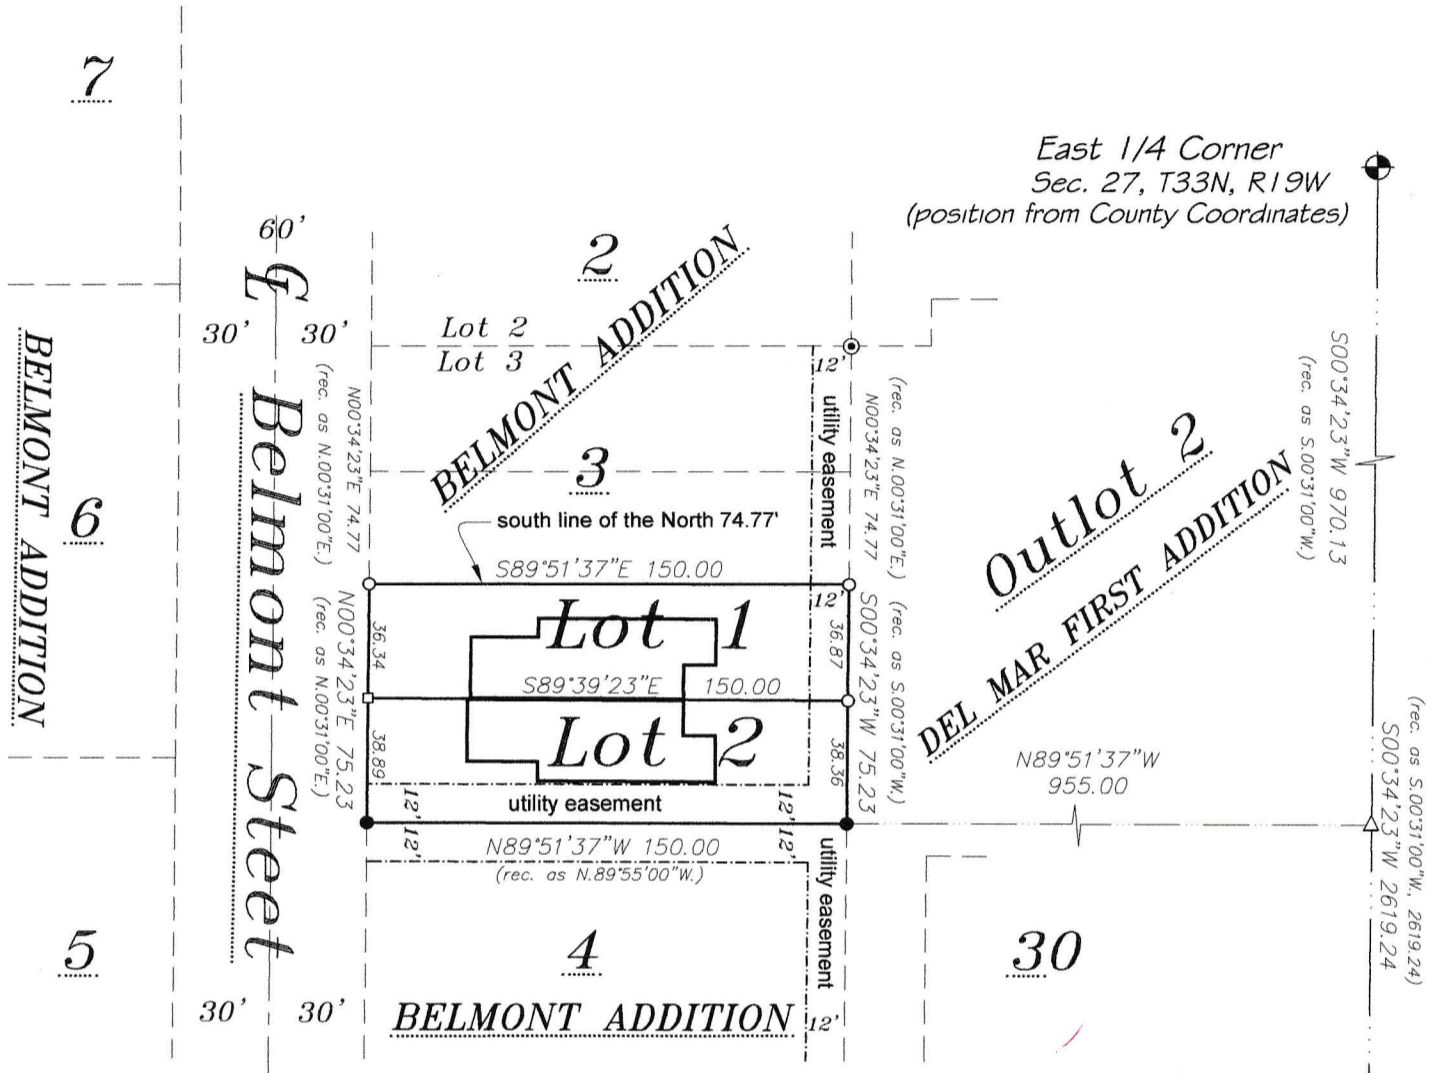 7
East 1/4 Corner
Sec. 27, T33N, R19W
(position from County Coordinates)
60'
℄
30' 30'
2
Lot 2
Lot 3
BELMONT ADDITION
3
12'
utility easement
(rec. as N.00°31'00"E.)
N00°34'23"E 74.77
N00°34'23"E 74.77
(rec. as N.00°31'00"E.)
S00°34'23"W 970.13
(rec. as S.00°31'00"W.)
BELMONT ADDITION
6
Belmont Steet
Outlot 2
DEL MAR FIRST ADDITION
south line of the North 74.77'
S89°51'37"E 150.00
Lot 1
12'
36.34
36.87
N00°34'23"E 75.23
(rec. as N.00°31'00"E.)
(rec. as S.00°31'00"W.)
S00°34'23"W 75.23
S89°39'23"E 150.00
Lot 2
38.89
38.36
utility easement
12' 12'
12' 12'
N89°51'37"W 150.00
(rec. as N.89°55'00"W.)
N89°51'37"W
955.00
(rec. as S.00°31'00"W, 2619.24)
S00°34'23"W 2619.24
utility easement
5
4
30
30' 30'
BELMONT ADDITION
12'